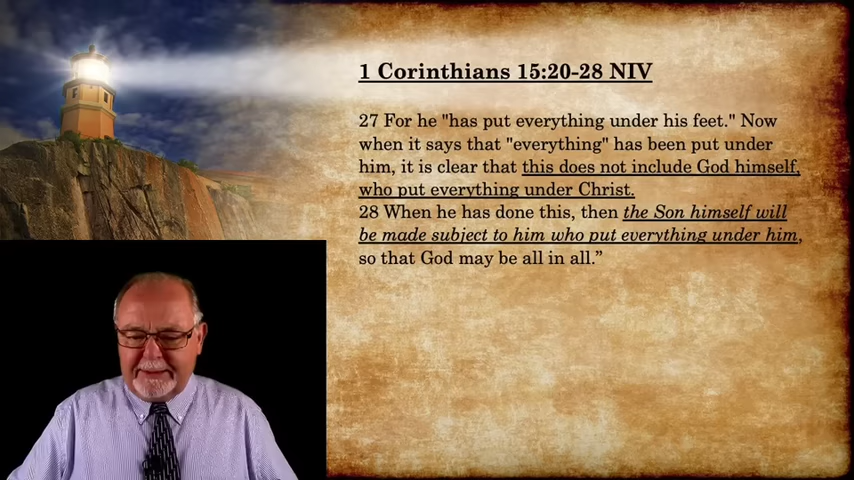 1 Corinthians 15:20-28 NIV
27 For he "has put everything under his feet." Now
when it says that "everything" has been put under
him, it is clear that this does not include God himself,
who put everything under Christ.
28 When he has done this, then the Son himself will
be made subject to him who put everything under him,
so that God may be all in all.”